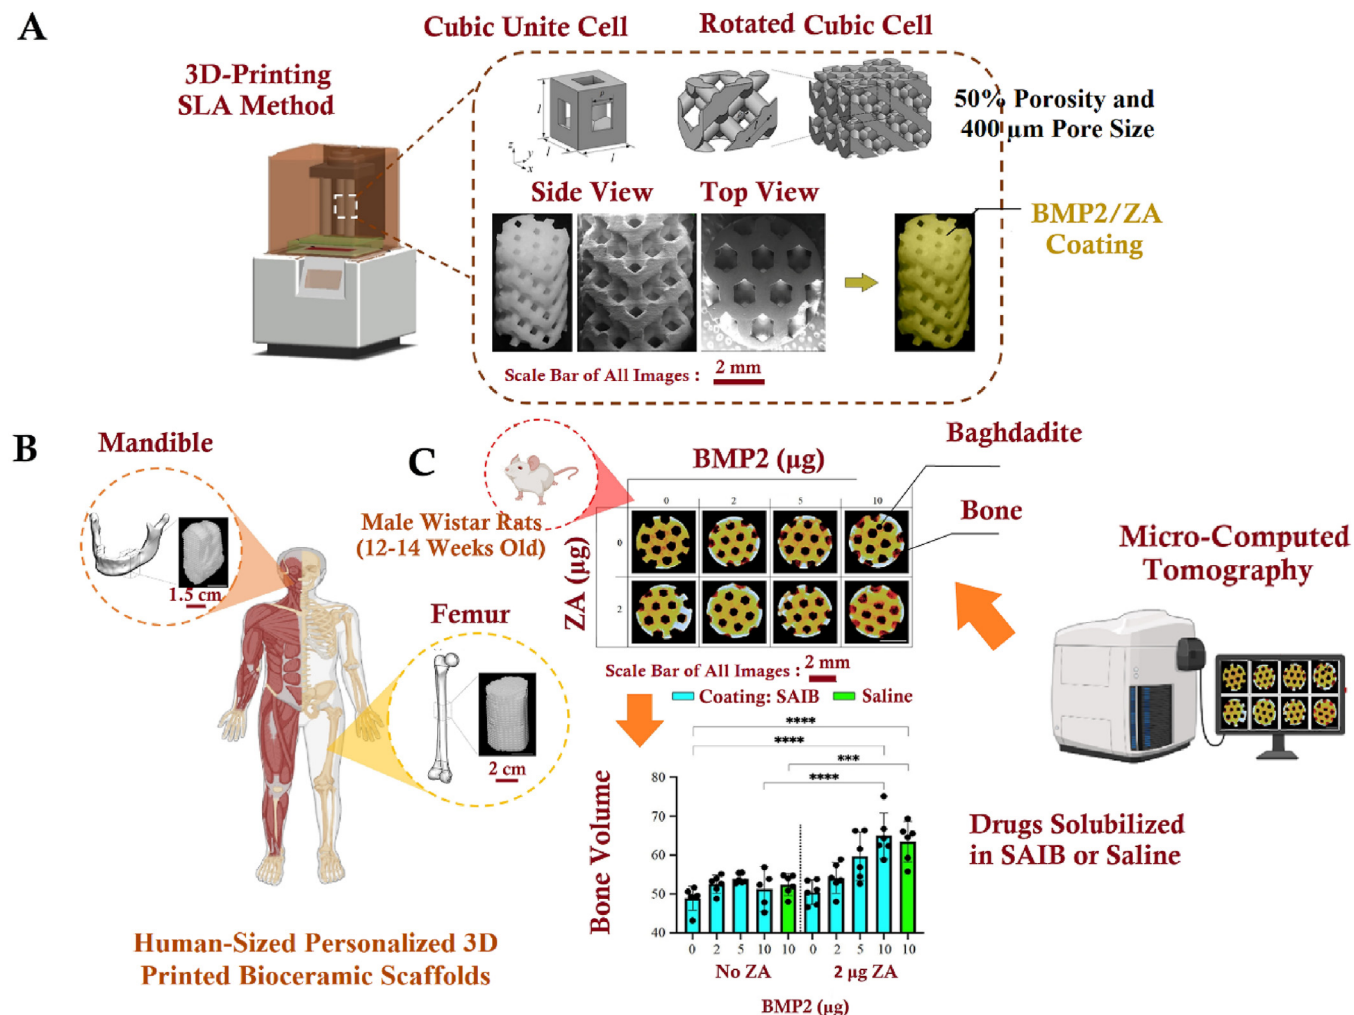 A
Cubic Unite Cell
Rotated Cubic Cell
3D-Printing
SLA Method
p
l
l
l
z
y
x
50% Porosity and
400 μm Pore Size
Side View
Top View
BMP2/ZA
Coating
Scale Bar of All Images :
2 mm
B
Mandible
1.5 cm
Femur
2 cm
Human-Sized Personalized 3D
Printed Bioceramic Scaffolds
C
Male Wistar Rats
(12-14 Weeks Old)
BMP2 (μg)
0 2 5 10
ZA (μg)
0
2
Baghdadite
Bone
Scale Bar of All Images :
2 mm
Micro-Computed
Tomography
Drugs Solubilized
in SAIB or Saline
Coating: SAIB
Saline
****
****
***
****
Bone Volume
80
70
60
50
40
0 2 5 10 10 0 2 5 10 10
No ZA
2 μg ZA
BMP2 (μg)